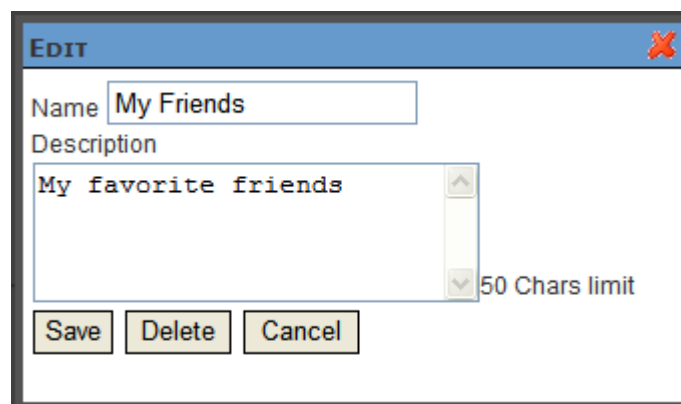 EDIT
Name My Friends
Description
My favorite friends
50 Chars limit
Save Delete Cancel